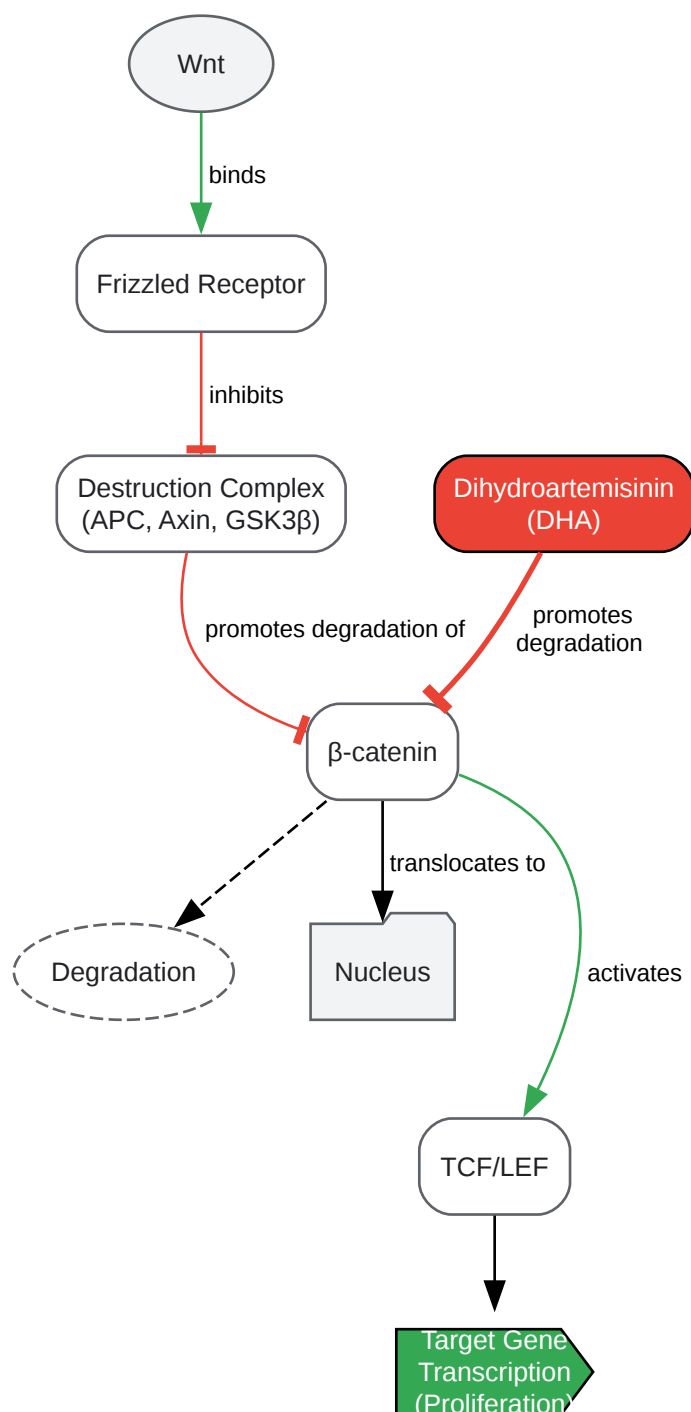 Wnt
binds
Frizzled Receptor
inhibits
Destruction Complex
(APC, Axin, GSK3β)
Dihydroartemisinin
(DHA)
promotes degradation of
promotes
degradation
β-catenin
translocates to
Degradation
Nucleus
activates
TCF/LEF
Target Gene
Transcription
(Proliferation)